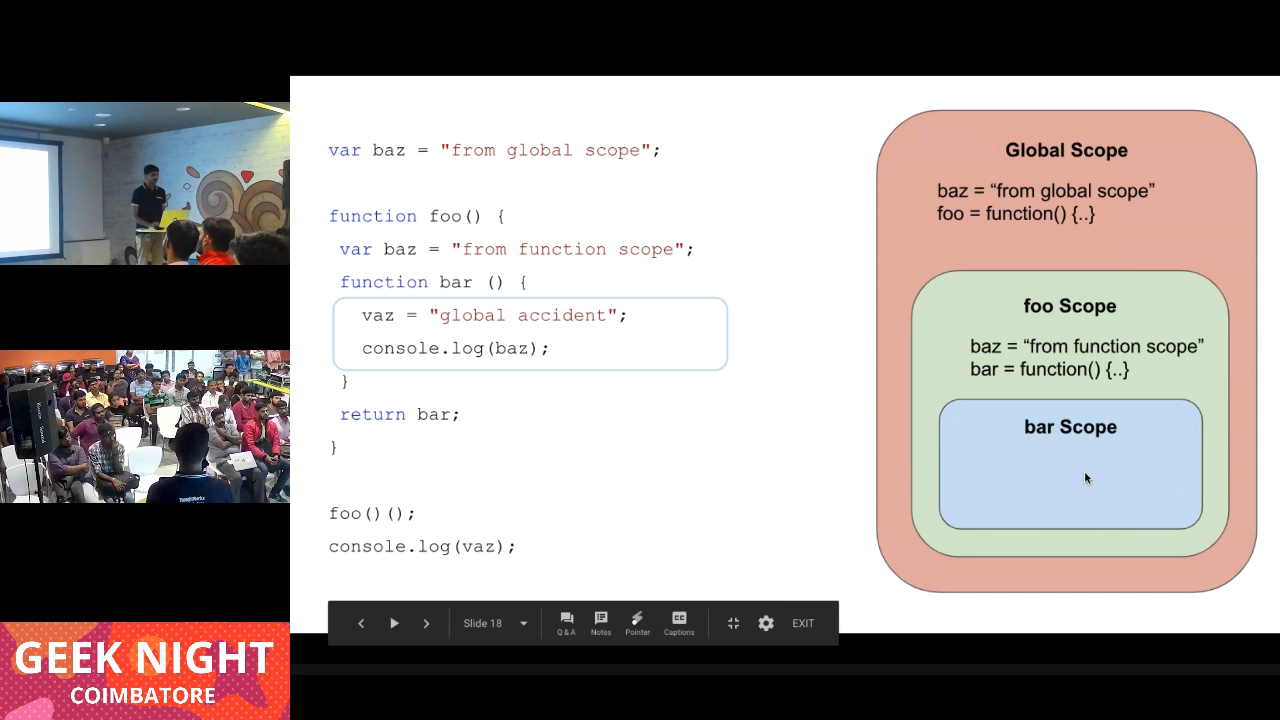 var baz = "from global scope";
function foo() {
var baz = "from function scope";
function bar () {
vaz = "global accident";
console.log(baz);
}
return bar;
}
foo()();
console.log(vaz);
Global Scope
baz = “from global scope”
foo = function() {..}
foo Scope
baz = “from function scope”
bar = function() {..}
bar Scope
Slide 18
Q & A
Notes
Pointer
Captions
EXIT
GEEK NIGHT
COIMBATORE